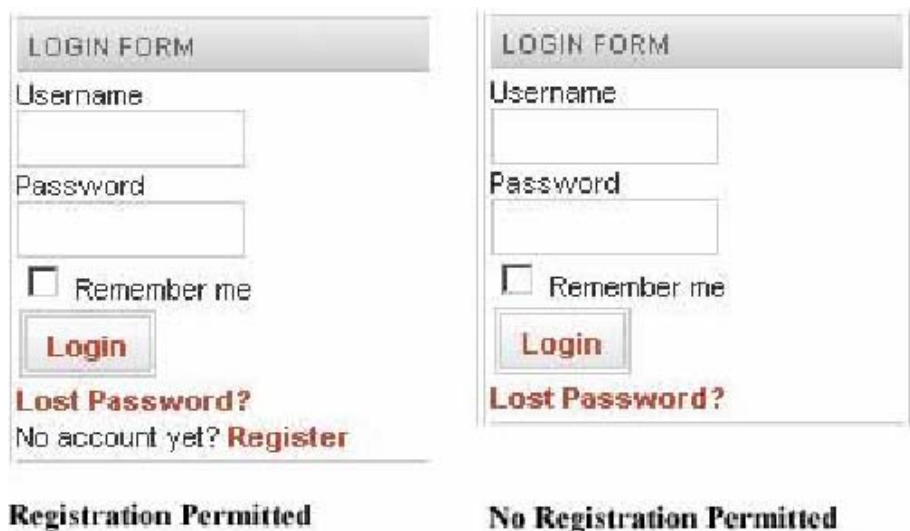 LOGIN FORM
Username
Password
Remember me
Login
Lost Password?
No account yet? Register
Registration Permitted
LOGIN FORM
Username
Password
Remember me
Login
Lost Password?
No Registration Permitted